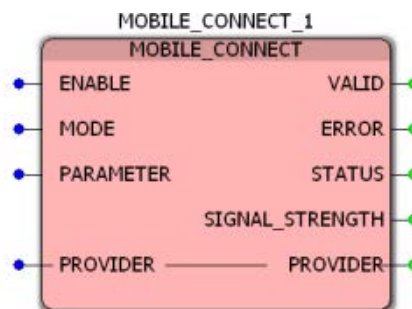 MOBILE_CONNECT_1
MOBILE_CONNECT
ENABLE VALID
MODE ERROR
PARAMETER STATUS
SIGNAL_STRENGTH
PROVIDER PROVIDER